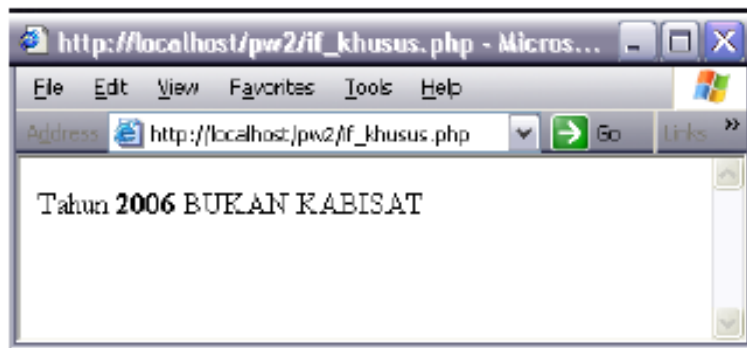 http://localhost/pw2/if_khusus.php - Micros...
File Edit View Favorites Tools Help
Address http://localhost/pw2/if_khusus.php Go Links »
Tahun 2006 BUKAN KABISAT